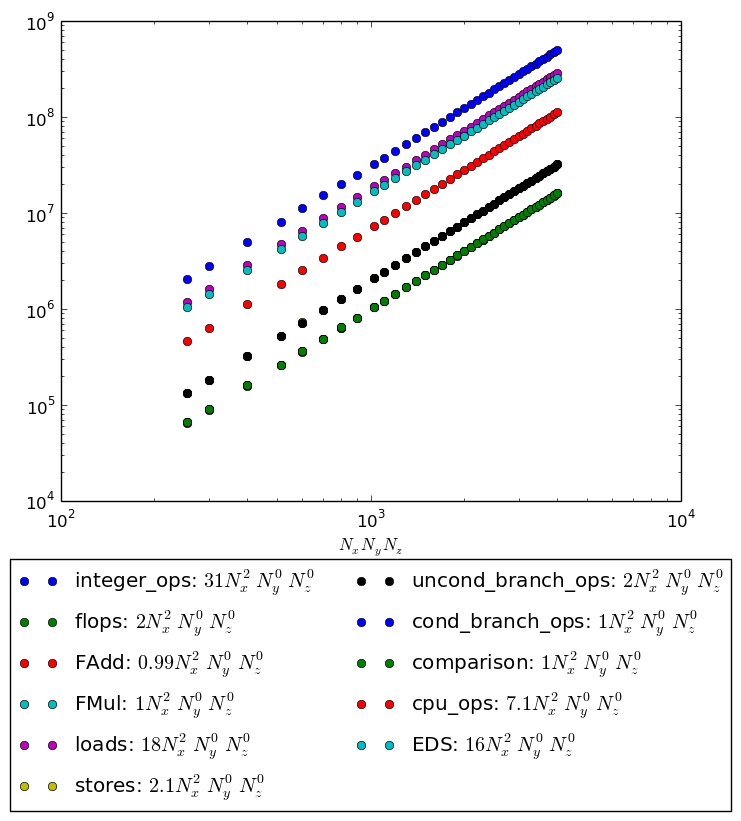 10^9
10^8
10^7
10^6
10^5
10^4
10^2 10^3 10^4
N_x N_y N_z
integer_ops: 31N_x^2 N_y^0 N_z^0
flops: 2N_x^2 N_y^0 N_z^0
FAdd: 0.99N_x^2 N_y^0 N_z^0
FMul: 1N_x^2 N_y^0 N_z^0
loads: 18N_x^2 N_y^0 N_z^0
stores: 2.1N_x^2 N_y^0 N_z^0
uncond_branch_ops: 2N_x^2 N_y^0 N_z^0
cond_branch_ops: 1N_x^2 N_y^0 N_z^0
comparison: 1N_x^2 N_y^0 N_z^0
cpu_ops: 7.1N_x^2 N_y^0 N_z^0
EDS: 16N_x^2 N_y^0 N_z^0